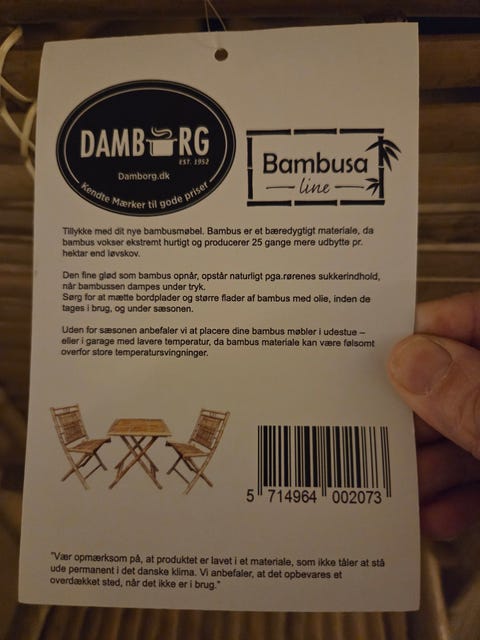 DAMBORG
EST. 1952
Damborg.dk
Kendte Mærker til gode priser
Bambusa
line
Tillykke med dit nye bambusmøbel. Bambus er et bæredygtigt materiale, da
bambus vokser ekstremt hurtigt og producerer 25 gange mere udbytte pr.
hektar end løvskov.
Den fine glød som bambus opnår, opstår naturligt pga.rørenes sukkerindhold,
når bambussen dampes under tryk.
Sørg for at mætte bordplader og større flader af bambus med olie, inden de
tages i brug, og under sæsonen.
Uden for sæsonen anbefaler vi at placere dine bambus møbler i udestue –
eller i garage med lavere temperatur, da bambus materiale kan være følsomt
overfor store temperatursvingninger.
5 714964 002073
"Vær opmærksom på, at produktet er lavet i et materiale, som ikke tåler at stå
ude permanent i det danske klima. Vi anbefaler, at det opbevares et
overdækket sted, når det ikke er i brug."